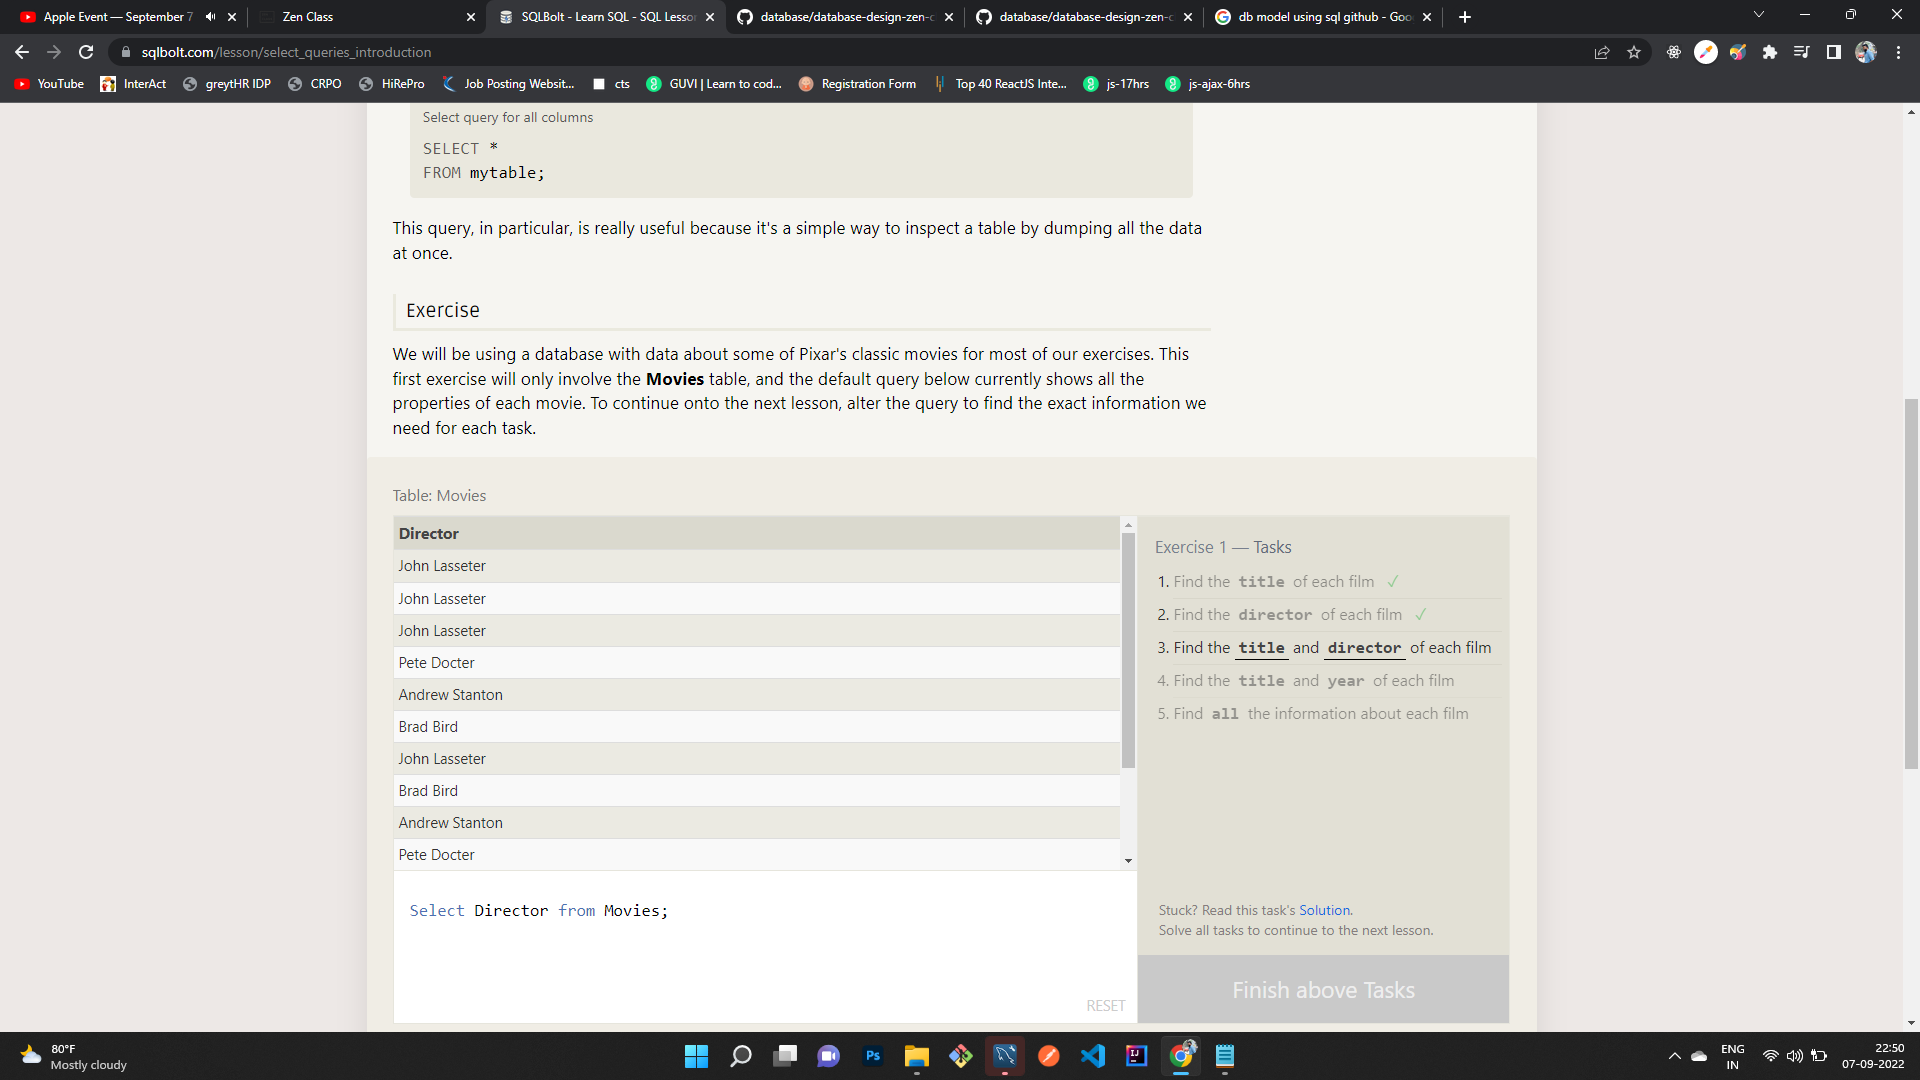 Apple Event — September 7
Zen Class
SQLBolt - Learn SQL - SQL Lesson
database/database-design-zen-c
database/database-design-zen-c
db model using sql github - Goo
sqlbolt.com/lesson/select_queries_introduction
YouTube
InterAct
greytHR IDP
CRPO
HiRePro
Job Posting Websit...
cts
GUVI | Learn to cod...
Registration Form
Top 40 ReactJS Inte...
js-17hrs
js-ajax-6hrs
Select query for all columns
SELECT *
FROM mytable;
This query, in particular, is really useful because it's a simple way to inspect a table by dumping all the data
at once.
Exercise
We will be using a database with data about some of Pixar's classic movies for most of our exercises. This
first exercise will only involve the Movies table, and the default query below currently shows all the
properties of each movie. To continue onto the next lesson, alter the query to find the exact information we
need for each task.
Table: Movies
Director
John Lasseter
John Lasseter
John Lasseter
Pete Docter
Andrew Stanton
Brad Bird
John Lasseter
Brad Bird
Andrew Stanton
Pete Docter
Select Director from Movies;
RESET
Exercise 1 — Tasks
1. Find the title of each film ✓
2. Find the director of each film ✓
3. Find the title and director of each film
4. Find the title and year of each film
5. Find all the information about each film
Stuck? Read this task's Solution.
Solve all tasks to continue to the next lesson.
Finish above Tasks
80°F
Mostly cloudy
Ps
IJ
ENG
IN
22:50
07-09-2022